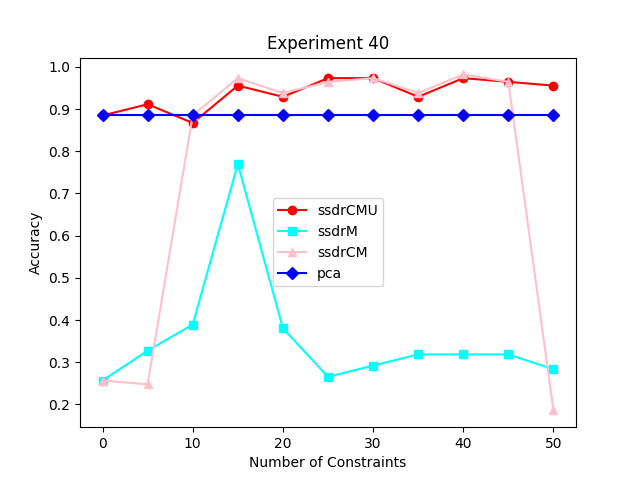 Experiment 40
1.0
0.9
0.8
0.7
0.6
0.5
0.4
0.3
0.2
Accuracy
ssdrCMU
ssdrM
ssdrCM
pca
0 10 20 30 40 50
Number of Constraints